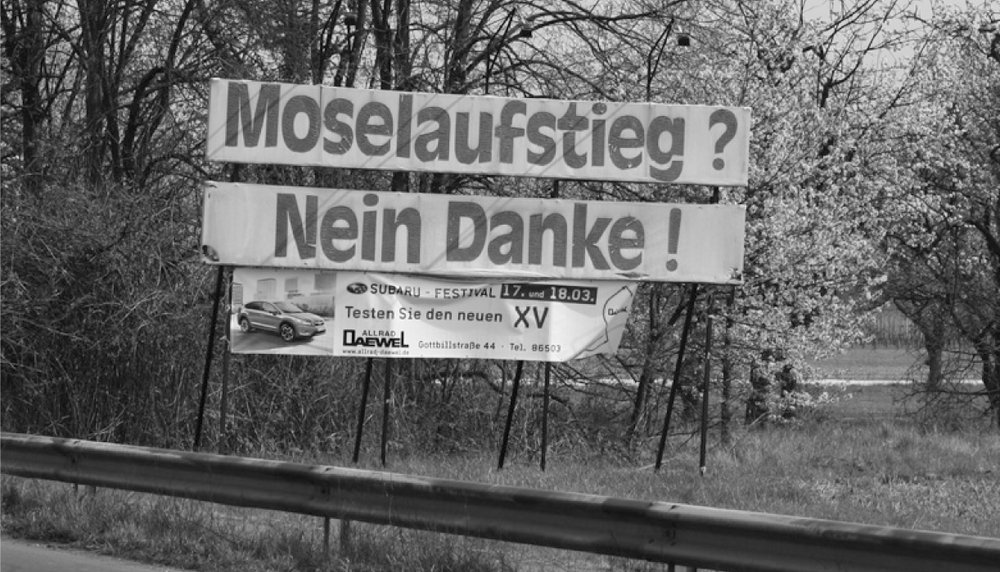 Moselaufstieg ?
Nein Danke !
SUBARU - FESTIVAL 17. und 18.03.
Testen Sie den neuen XV
ALLRAD
DAEWEL
Gottbillstraße 44 · Tel. 86503
www.allrad-daewel.de